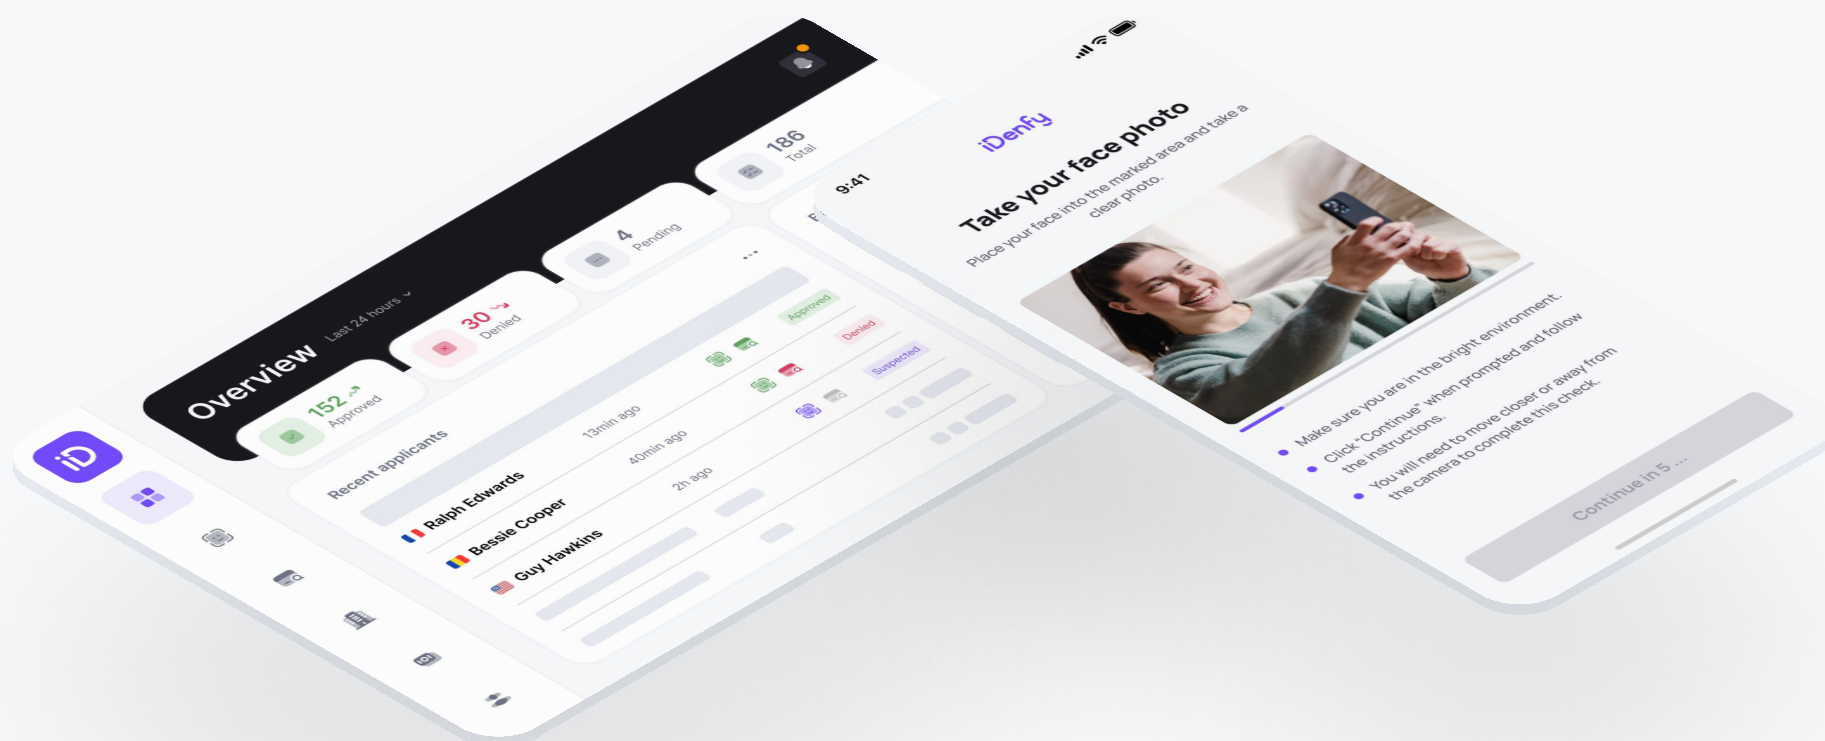 iD
Overview
Last 24 hours
152
Approved
30
Denied
4
Pending
186
Total
Recent applicants
Ralph Edwards
13min ago
Approved
Bessie Cooper
40min ago
Denied
Guy Hawkins
2h ago
Suspected
9:41
iDenfy
Take your face photo
Place your face into the marked area and take a
clear photo.
Make sure you are in the bright environment.
Click “Continue” when prompted and follow
the instructions.
You will need to move closer or away from
the camera to complete this check.
Continue in 5 ...